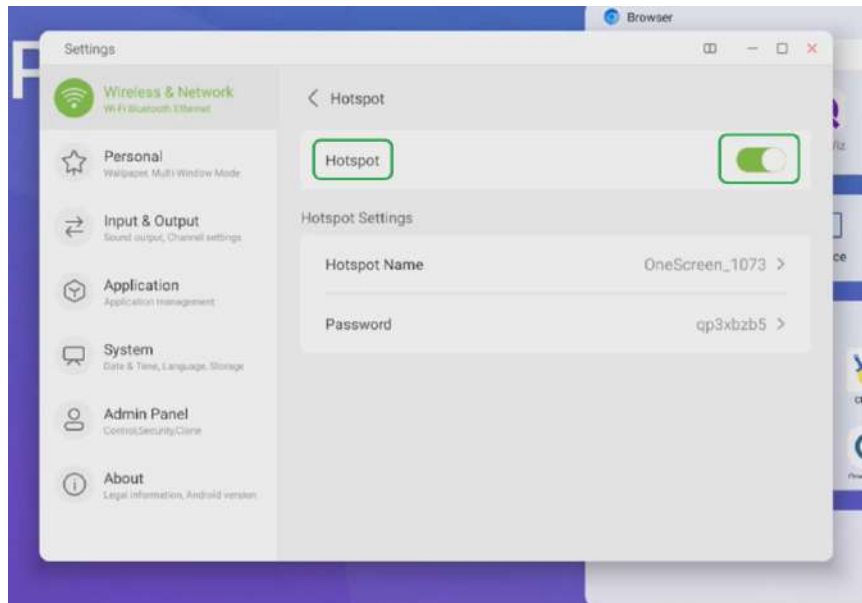 Browser
Settings
Wireless & Network
Wi-Fi Bluetooth Ethernet
Hotspot
Personal
Wallpaper, Multi-Window Mode
Hotspot
Input & Output
Sound output, Channel settings
Hotspot Settings
Hotspot Name
OneScreen_1073
Application
Application management
Password
qp3xbzb5
System
Date & Time, Language, Storage
Admin Panel
Control,Security,Clone
About
Legal information, Android version